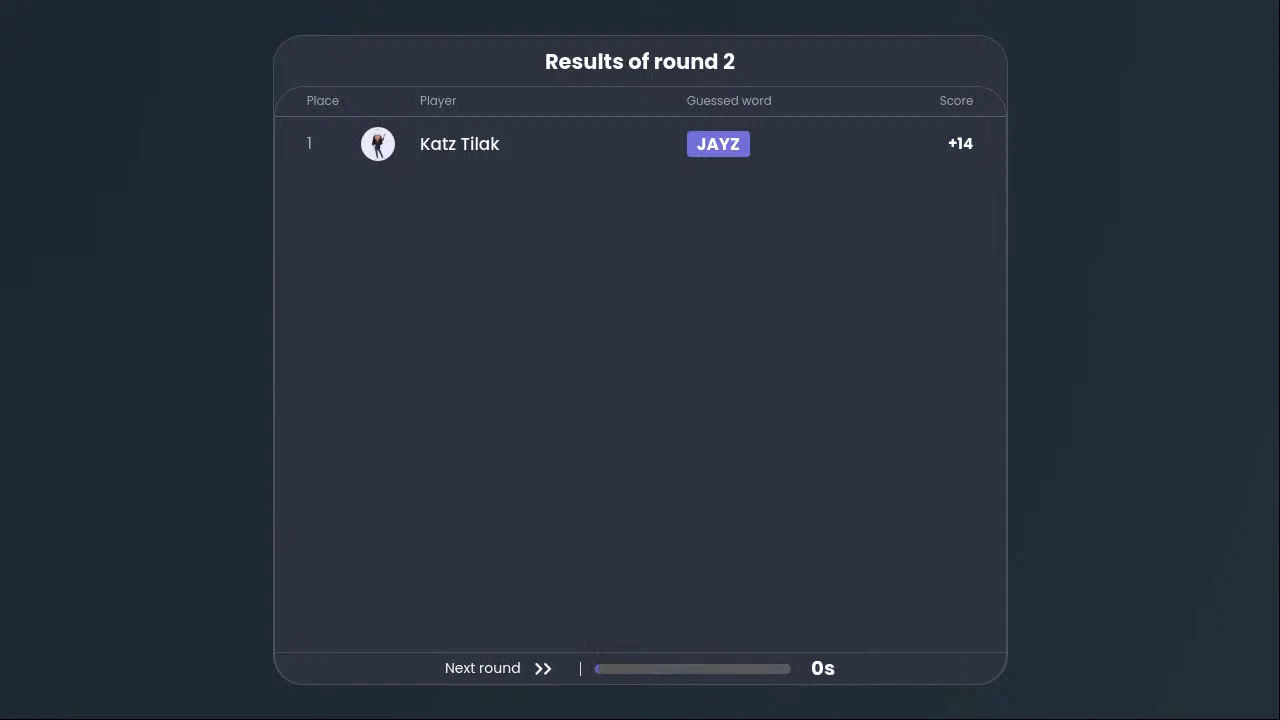 Results of round 2
Place Player Guessed word Score
1 Katz Tilak JAYZ +14
Next round | 0s